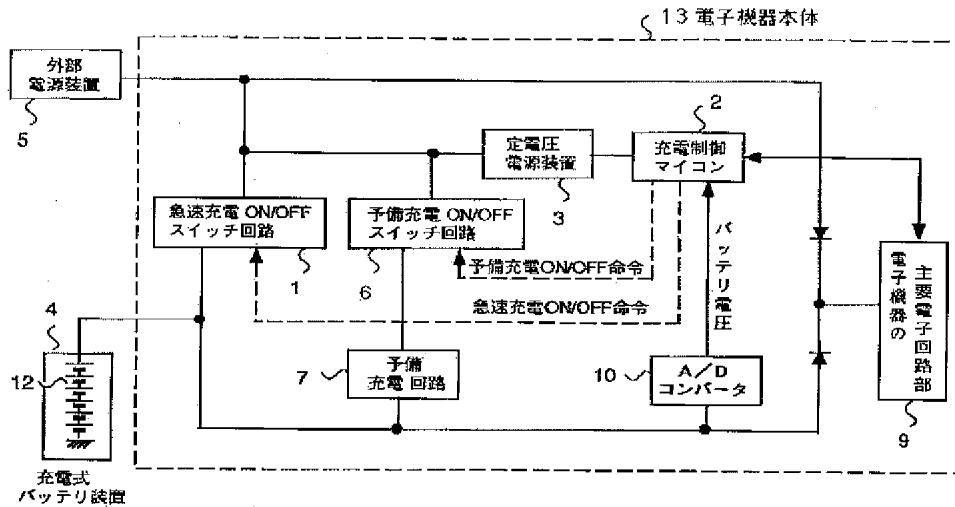 13 電子機器本体
外部
電源装置
5
2
定電圧
電源装置
3
充電制御
マイコン
急速充電 ON/OFF
スイッチ回路
1
予備充電 ON/OFF
スイッチ回路
6
予備充電ON/OFF命令
急速充電ON/OFF命令
バッテリ電圧
主要電子回路部
電子機器の
9
4
12
7
予備
充電回路
10
A/D
コンバータ
充電式
バッテリ装置